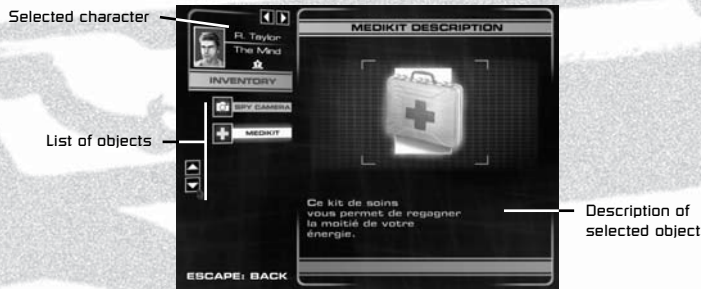 Selected character
R. Taylor
The Mind
INVENTORY
SPY CAMERA
MEDIKIT
List of objects
MEDIKIT DESCRIPTION
Ce kit de soins
vous permet de regagner
la moitié de votre
énergie.
Description of
selected object
ESCAPE: BACK